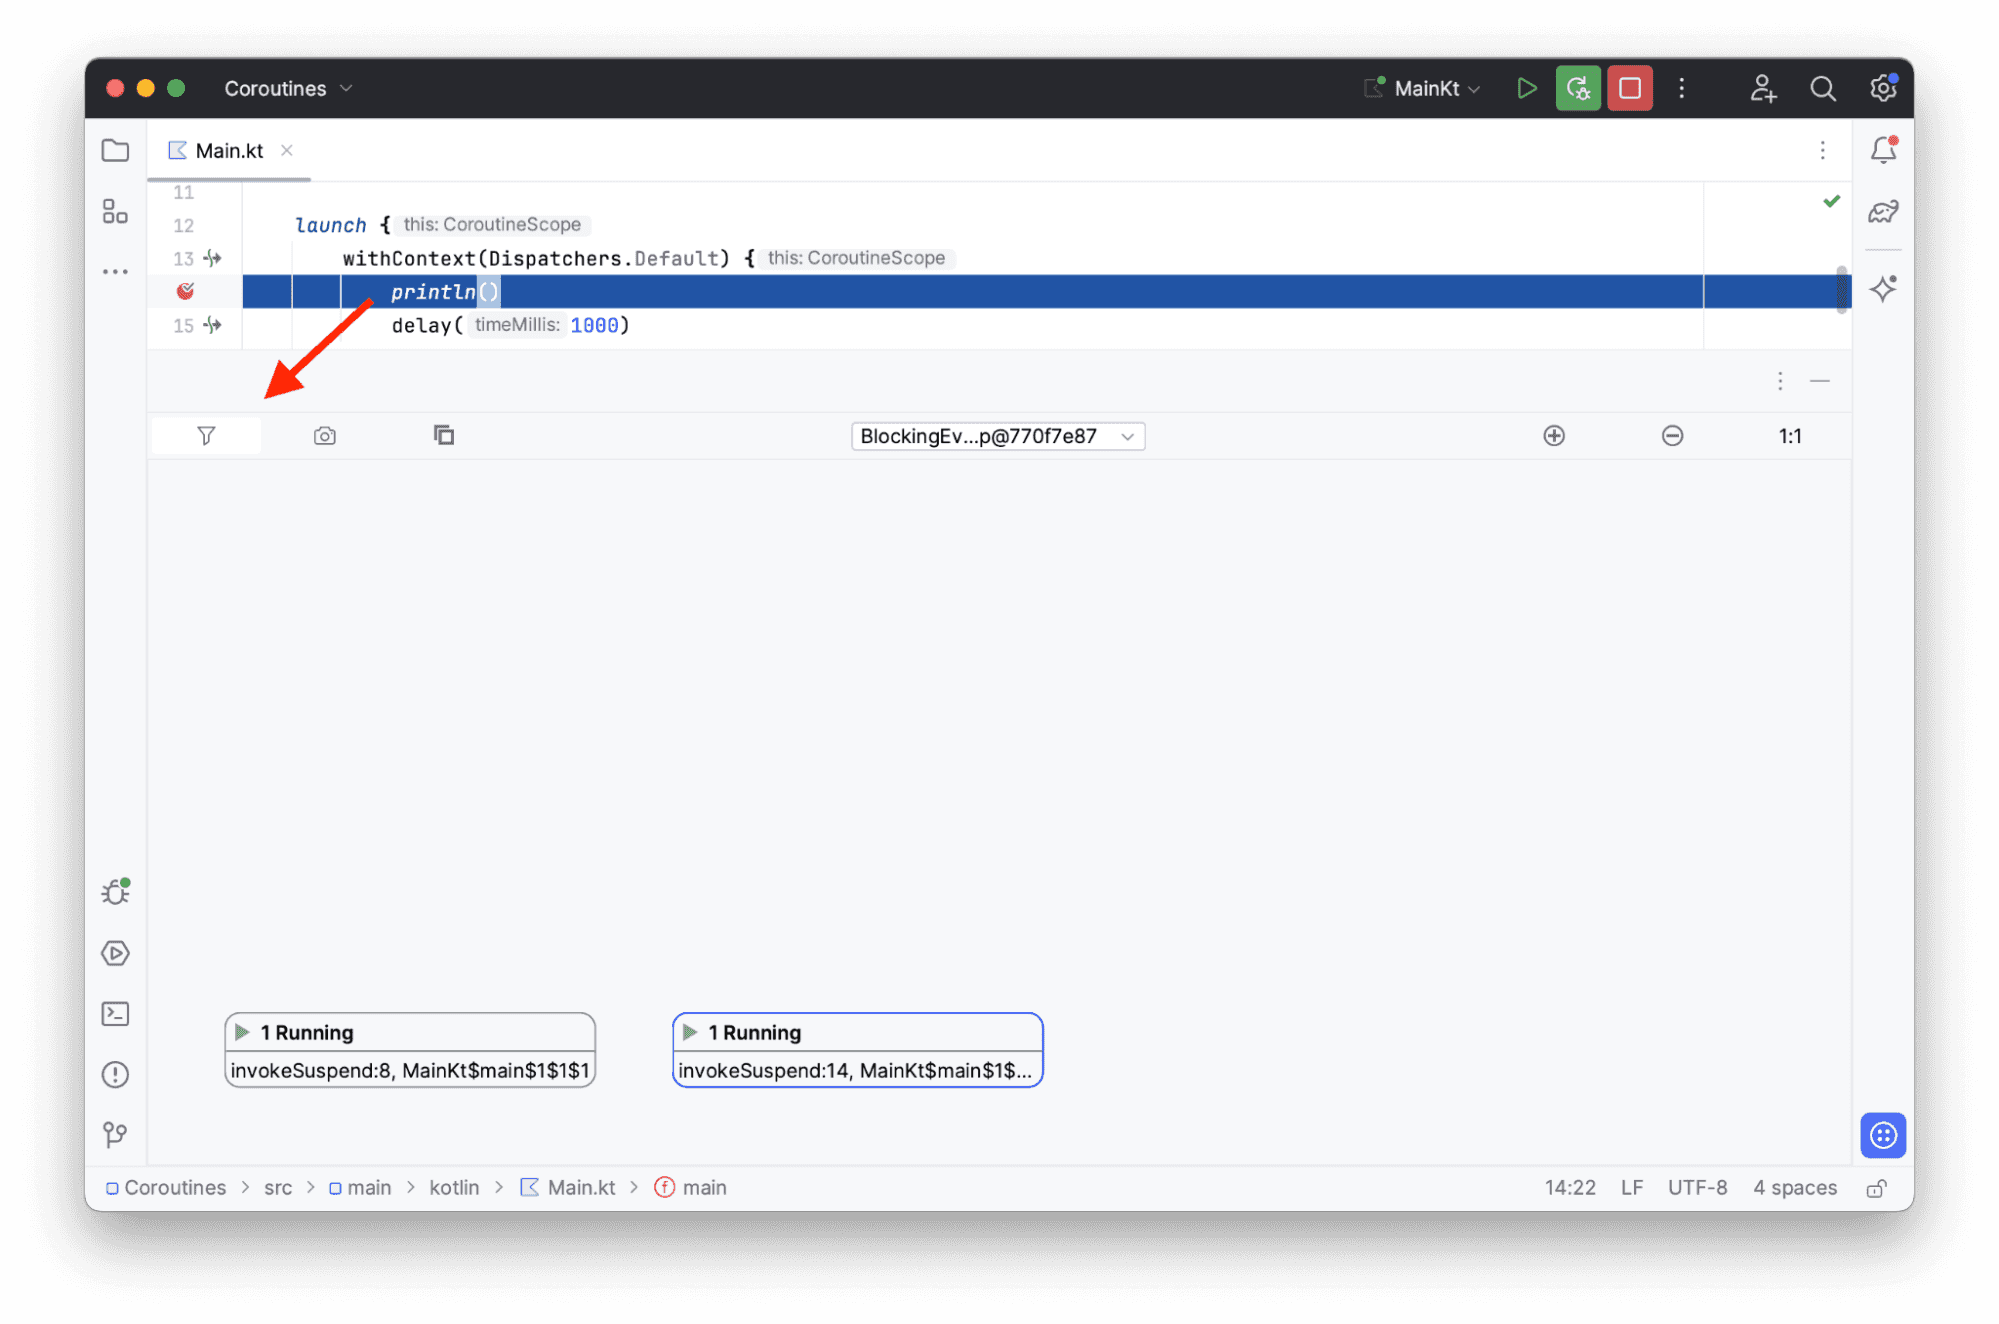 Coroutines
MainKt
Main.kt
11
12 launch { this: CoroutineScope
13 withContext(Dispatchers.Default) { this: CoroutineScope
println()
15 delay( timeMillis: 1000)
BlockingEv...p@770f7e87
1:1
1 Running
invokeSuspend:8, MainKt$main$1$1$1
1 Running
invokeSuspend:14, MainKt$main$1$...
Coroutines > src > main > kotlin > Main.kt > main
14:22 LF UTF-8 4 spaces